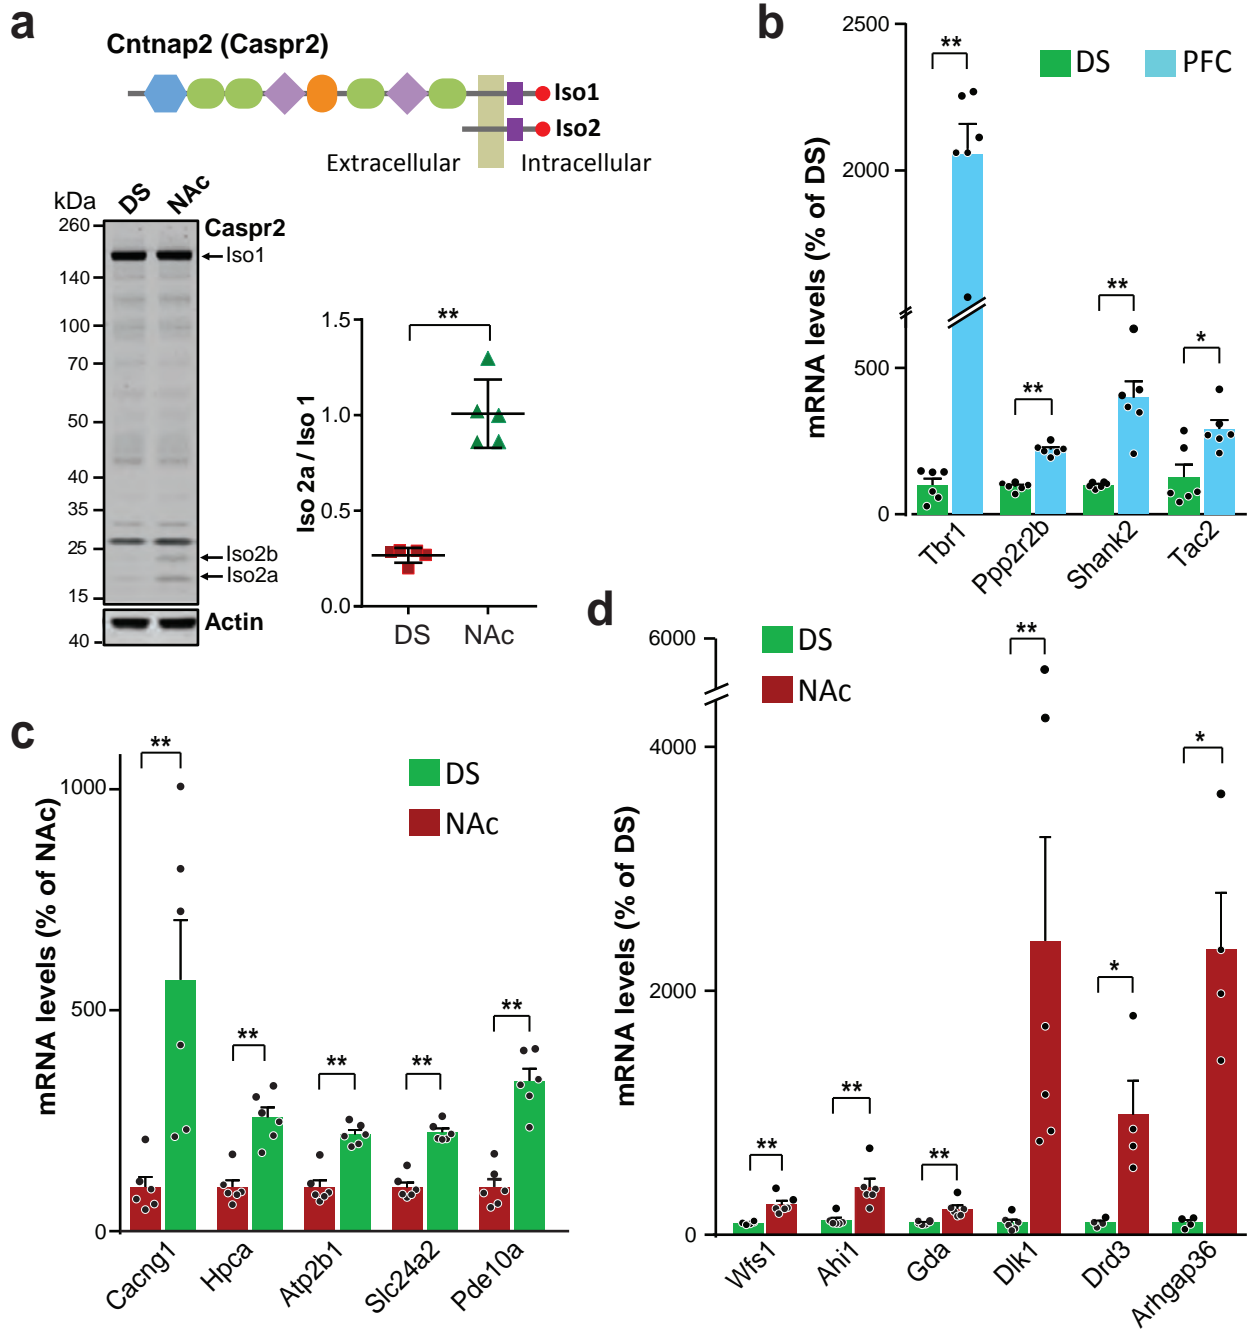 a
Cntnap2 (Caspr2)
Iso1
Iso2
Extracellular
Intracellular
kDa
DS
NAc
Caspr2
260
140
100
70
50
40
35
25
15
40
Iso1
Iso2b
Iso2a
Actin
Iso 2a / Iso 1
1.5
1.0
0.5
0.0
**
DS
NAc
b
mRNA levels (% of DS)
2500
2000
500
0
DS
PFC
**
**
**
*
Tbr1
Ppp2r2b
Shank2
Tac2
c
mRNA levels (% of NAc)
1000
500
0
DS
NAc
**
**
**
**
**
Cacng1
Hpca
Atp2b1
Slc24a2
Pde10a
d
mRNA levels (% of DS)
6000
4000
2000
0
DS
NAc
**
**
**
**
*
*
Wfs1
Ahi1
Gda
Dlk1
Drd3
Arhgap36